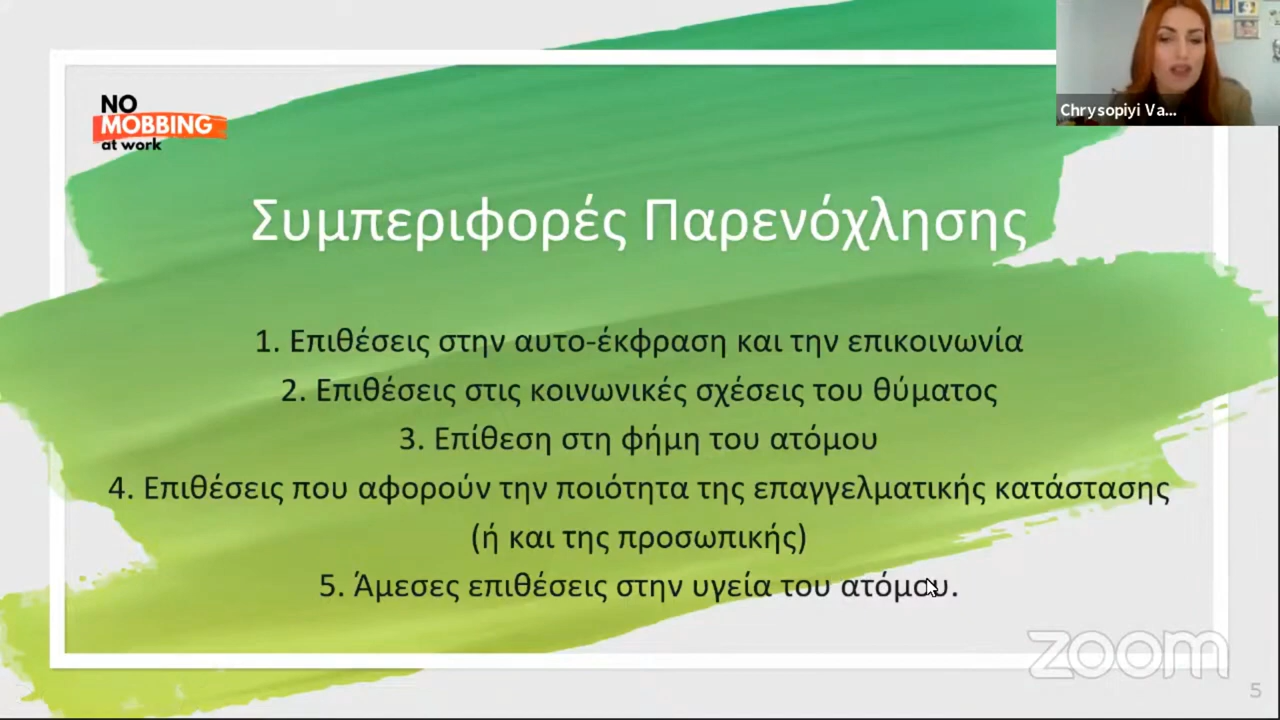 Chrysopiyi Va...
NO
MOBBING
at work
Συμπεριφορές Παρενόχλησης
1. Επιθέσεις στην αυτο-έκφραση και την επικοινωνία
2. Επιθέσεις στις κοινωνικές σχέσεις του θύματος
3. Επίθεση στη φήμη του ατόμου
4. Επιθέσεις που αφορούν την ποιότητα της επαγγελματικής κατάστασης
(ή και της προσωπικής)
5. Άμεσες επιθέσεις στην υγεία του ατόμου.
zoom
5